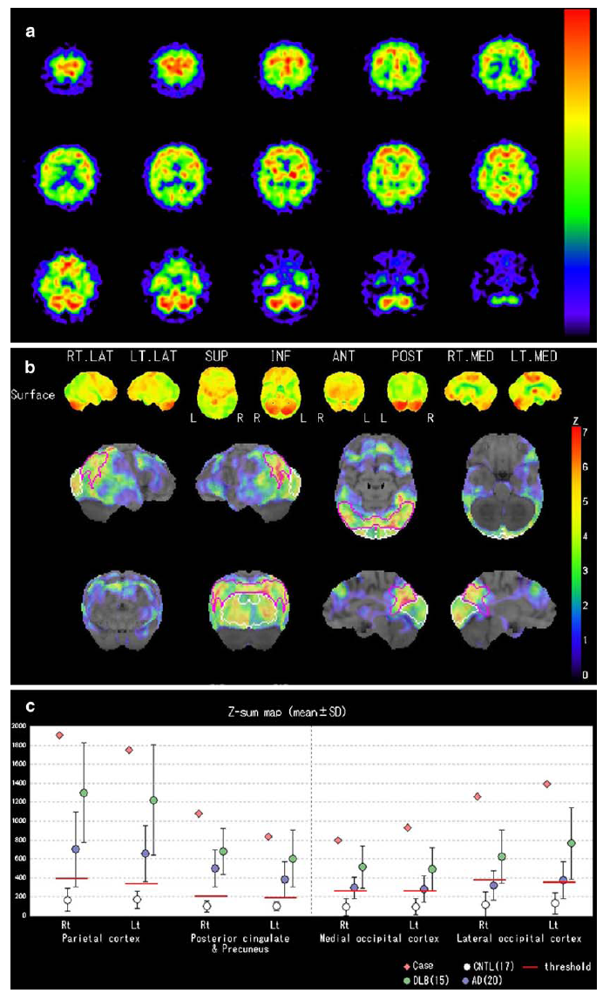 a
b
RT.LAT LT.LAT SUP INF ANT POST RT.MED LT.MED
Surface
L R R L R L L R
Z
7
6
5
4
3
2
1
0
c
Z-sum map (mean±SD)
2000
1800
1600
1400
1200
1000
800
600
400
200
0
Rt Lt Rt Lt Rt Lt Rt Lt
Parietal cortex Posterior cingulate Medial occipital cortex Lateral occipital cortex
& Precuneus
Case CNTL(17) threshold
DLB(15) AD(20)